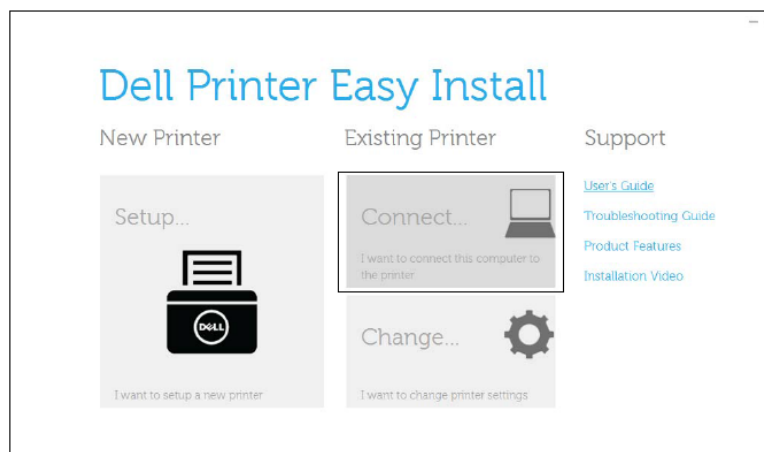 Dell Printer Easy Install
New Printer
Setup...
DELL
I want to setup a new printer
Existing Printer
Connect...
I want to connect this computer to
the printer
Change...
I want to change printer settings
Support
User's Guide
Troubleshooting Guide
Product Features
Installation Video